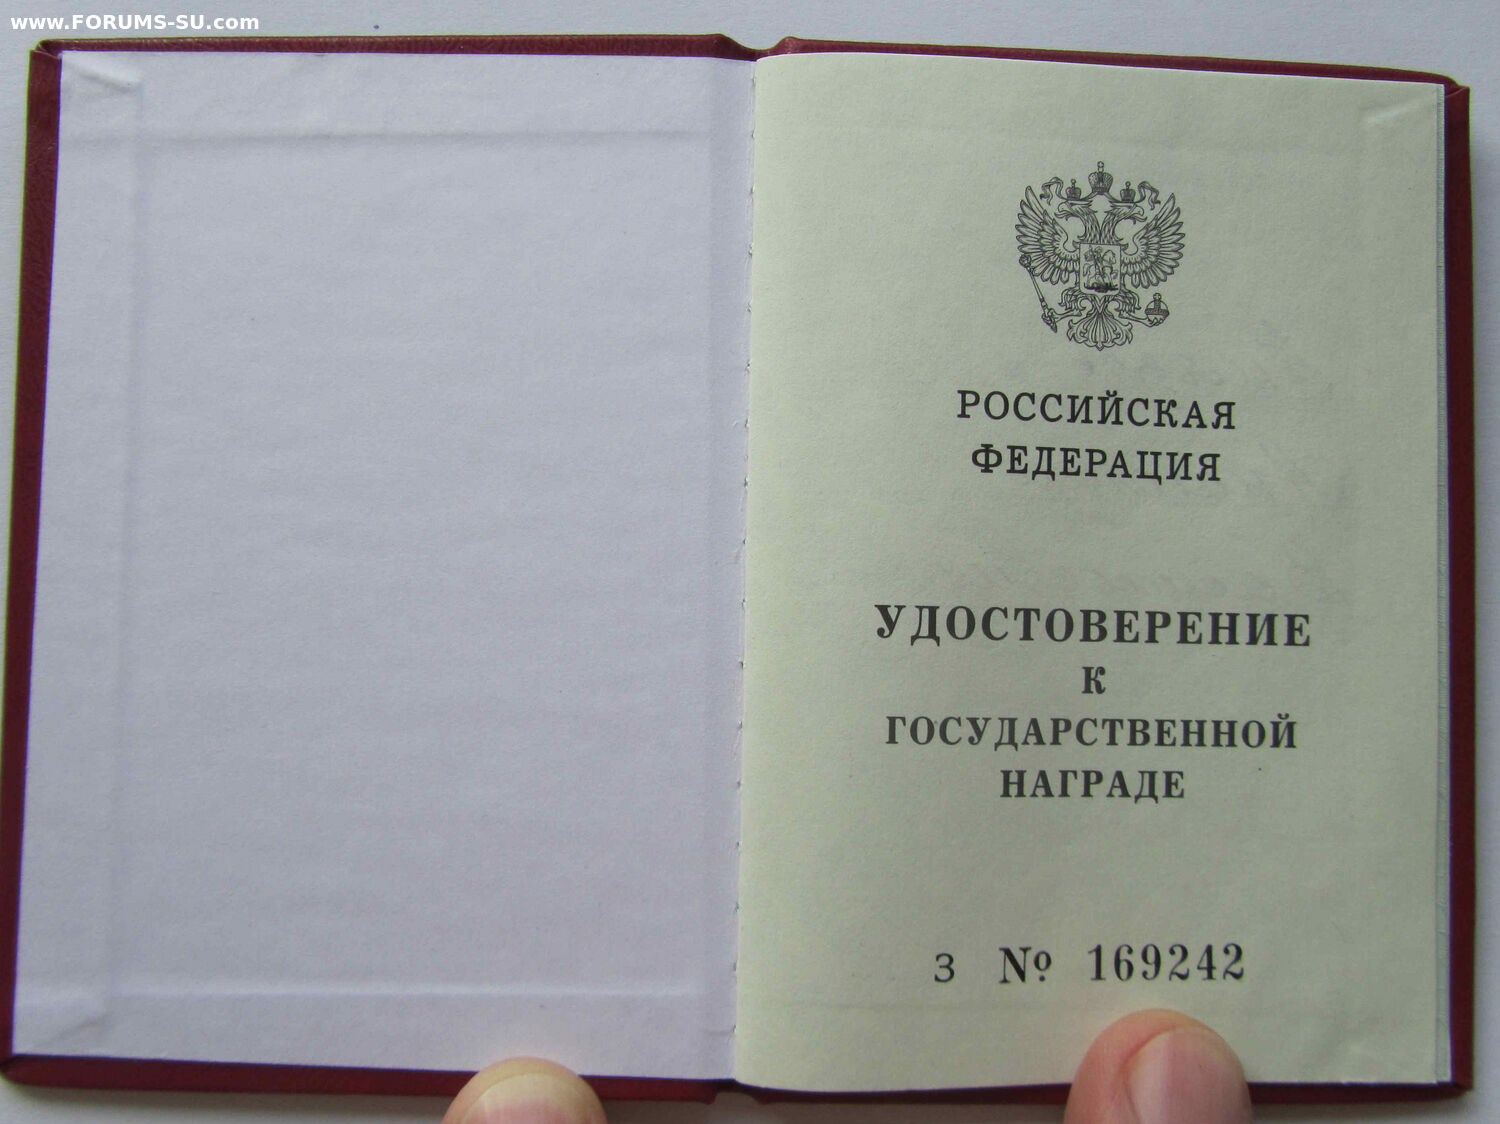 www.FORUMS-SU.com
РОССИЙСКАЯ
ФЕДЕРАЦИЯ
УДОСТОВЕРЕНИЕ
К
ГОСУДАРСТВЕННОЙ
НАГРАДЕ
З № 169242